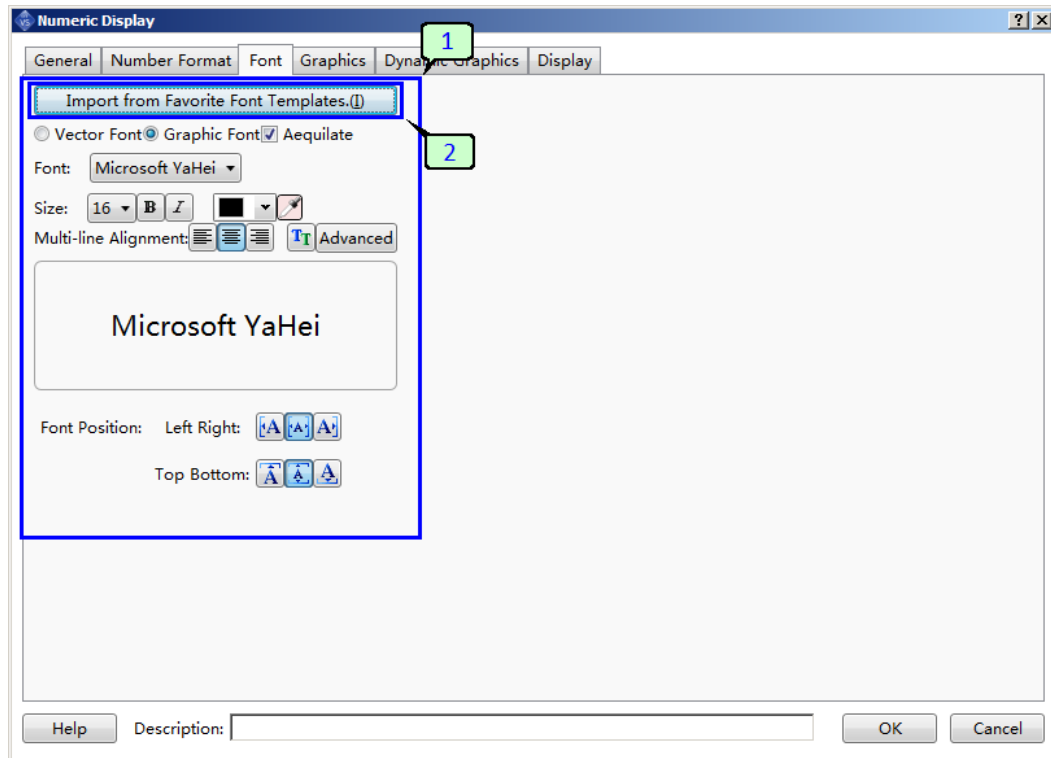 Numeric Display
1
General Number Format Font Graphics Dynamic Graphics Display
Import from Favorite Font Templates.(I)
2
Vector Font Graphic Font Aequilate
Font: Microsoft YaHei
Size: 16 B I
Multi-line Alignment: TT Advanced
Microsoft YaHei
Font Position: Left Right: A A A
Top Bottom: A A A
Help Description: OK Cancel